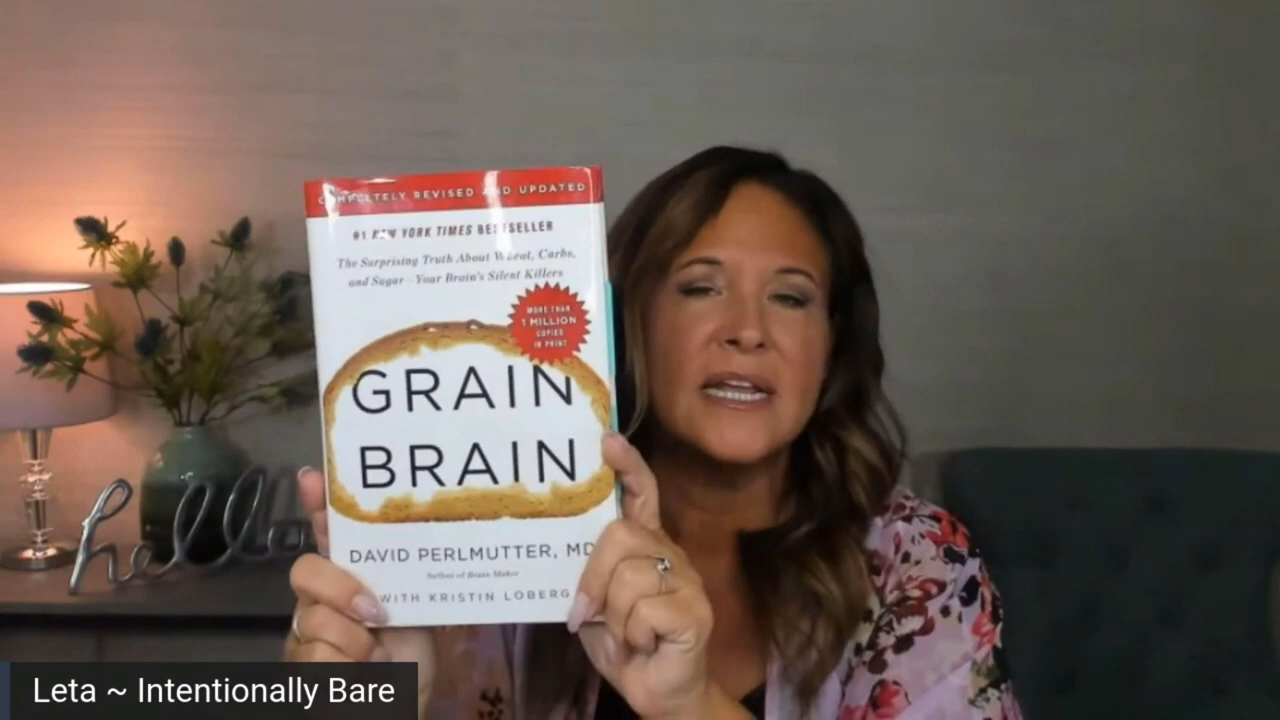 COMPLETELY REVISED AND UPDATED
#1 NEW YORK TIMES BESTSELLER
The Surprising Truth About Wheat, Carbs,
and Sugar—Your Brain's Silent Killers
MORE THAN
1 MILLION
COPIES
IN PRINT
GRAIN
BRAIN
DAVID PERLMUTTER, MD
Author of Brain Maker
WITH KRISTIN LOBERG
hello
Leta ~ Intentionally Bare